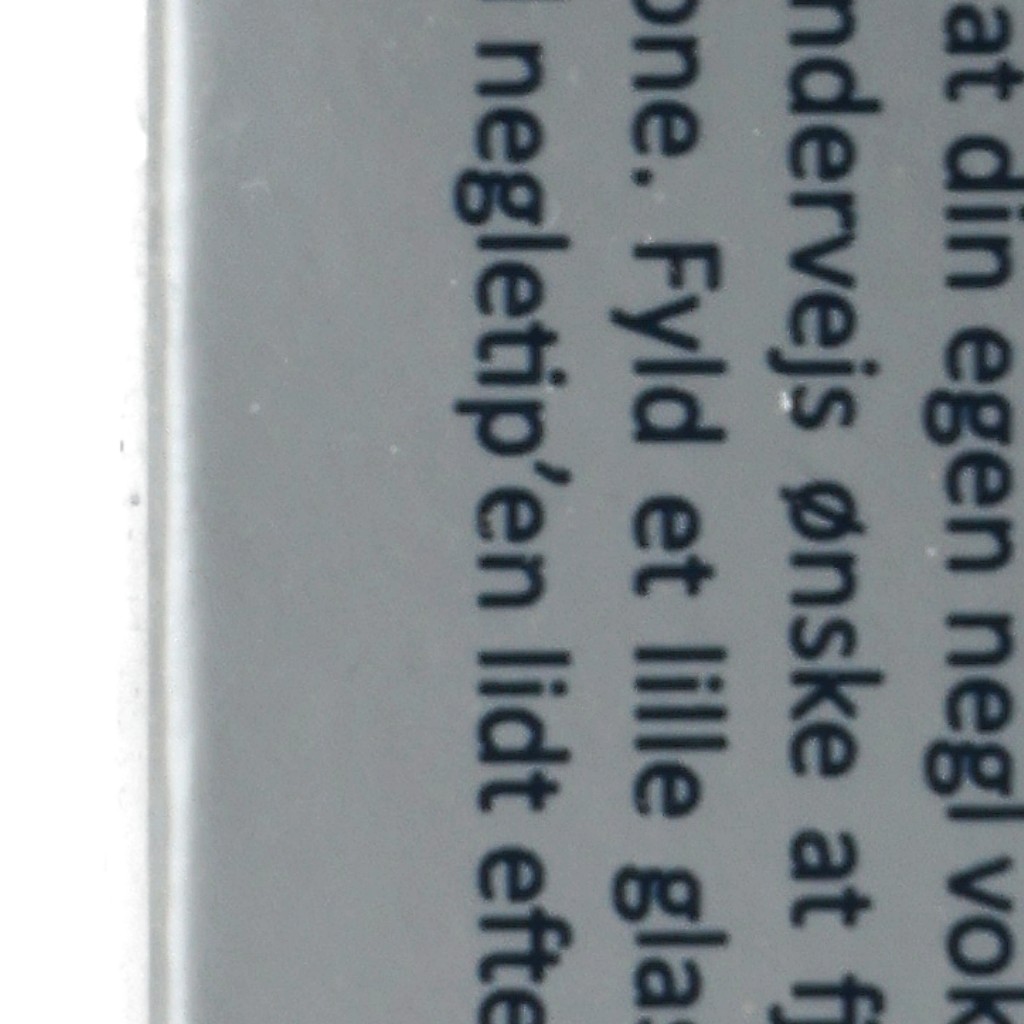 at din egen negl vok
ndervejs ønske at fj
one. Fyld et lille glas
l negletip'en lidt efte